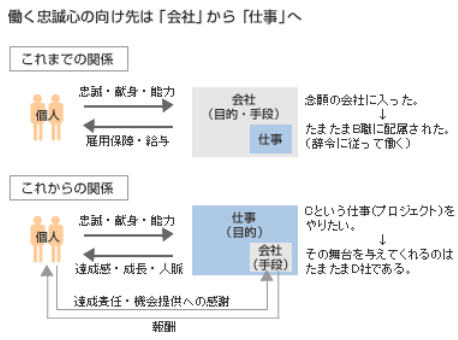 働く忠誠心の向け先は「会社」から「仕事」へ
これまでの関係
個人
忠誠・献身・能力
雇用保障・給与
会社
(目的・手段)
仕事
念願の会社に入った。
↓
たまたまB職に配属された。
(辞令に従って働く)
これからの関係
個人
忠誠・献身・能力
達成感・成長・人脈
仕事
(目的)
会社
(手段)
Cという仕事(プロジェクト)を
やりたい。
↓
その舞台を与えてくれるのは
たまたまD社である。
達成責任・機会提供への感謝
報酬